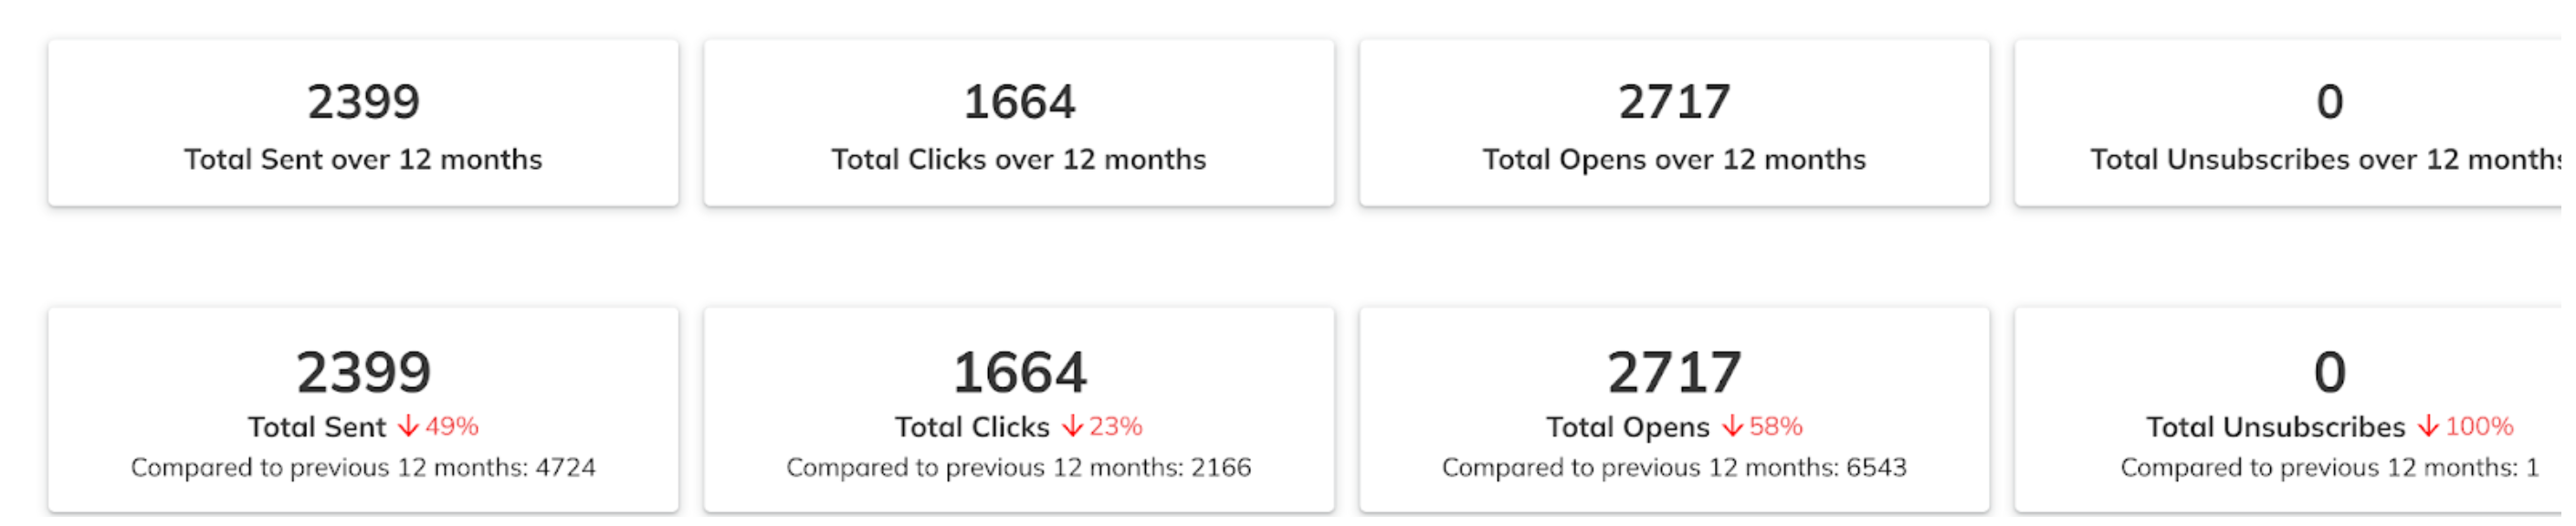 2399
Total Sent over 12 months
1664
Total Clicks over 12 months
2717
Total Opens over 12 months
0
Total Unsubscribes over 12 months
2399
Total Sent ↓49%
Compared to previous 12 months: 4724
1664
Total Clicks ↓23%
Compared to previous 12 months: 2166
2717
Total Opens ↓58%
Compared to previous 12 months: 6543
0
Total Unsubscribes ↓100%
Compared to previous 12 months: 1